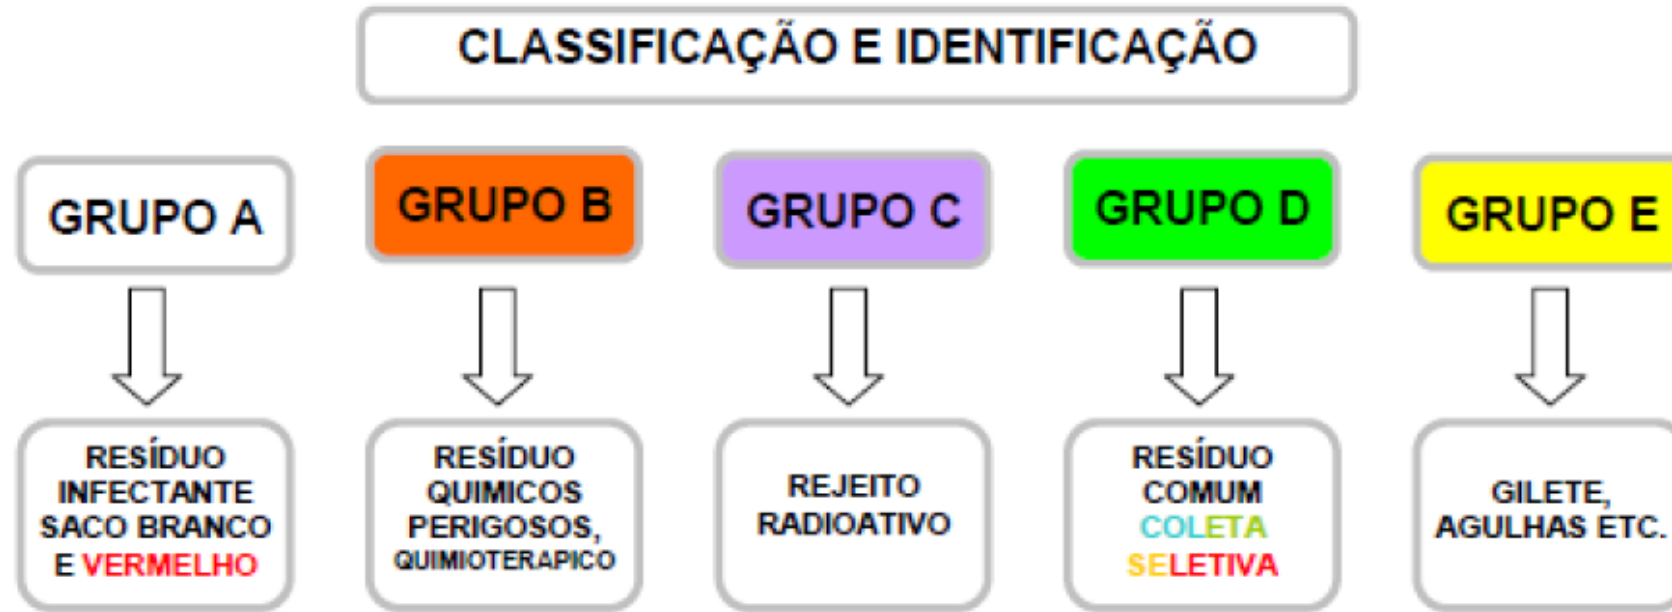 CLASSIFICAÇÃO E IDENTIFICAÇÃO
GRUPO A
GRUPO B
GRUPO C
GRUPO D
GRUPO E
RESÍDUO
INFECTANTE
SACO BRANCO
E VERMELHO
RESÍDUO
QUIMICOS
PERIGOSOS,
QUIMIOTERAPICO
REJEITO
RADIOATIVO
RESÍDUO
COMUM
COLETA
SELETIVA
GILETE,
AGULHAS ETC.